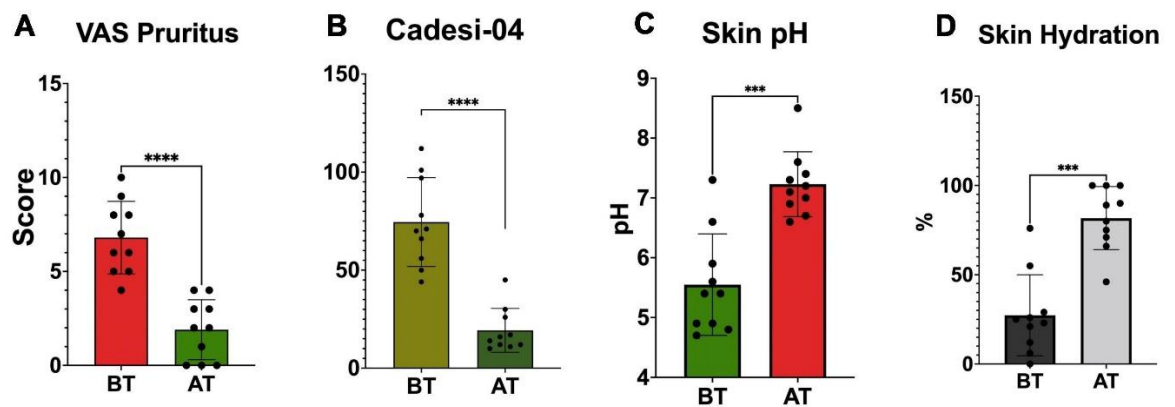 A VAS Pruritus
B Cadesi-04
C Skin pH
D Skin Hydration
15
10
5
0
Score
****
BT AT
150
100
50
0
****
BT AT
9
8
7
6
5
4
pH
***
BT AT
150
100
50
0
%
***
BT AT